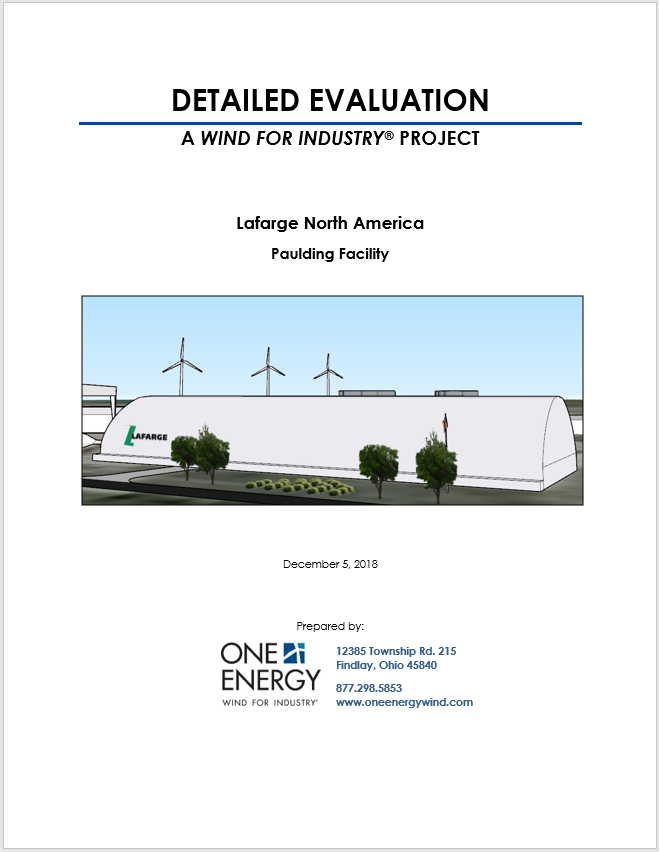 DETAILED EVALUATION
A WIND FOR INDUSTRY® PROJECT
Lafarge North America
Paulding Facility
LAFARGE
December 5, 2018
Prepared by:
ONE
ENERGY
WIND FOR INDUSTRY®
12385 Township Rd. 215
Findlay, Ohio 45840
877.298.5853
www.oneenergywind.com